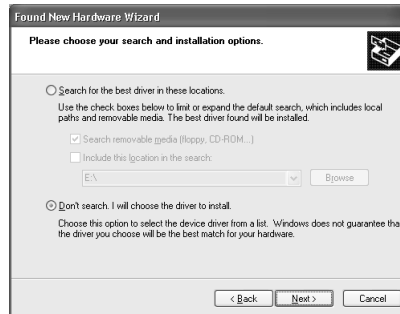 Found New Hardware Wizard
Please choose your search and installation options.
Search for the best driver in these locations.
Use the check boxes below to limit or expand the default search, which includes local
paths and removable media. The best driver found will be installed.
Search removable media (floppy, CD-ROM...)
Include this location in the search:
E:\
Browse
Don't search. I will choose the driver to install.
Choose this option to select the device driver from a list. Windows does not guarantee tha
the driver you choose will be the best match for your hardware.
< Back
Next >
Cancel